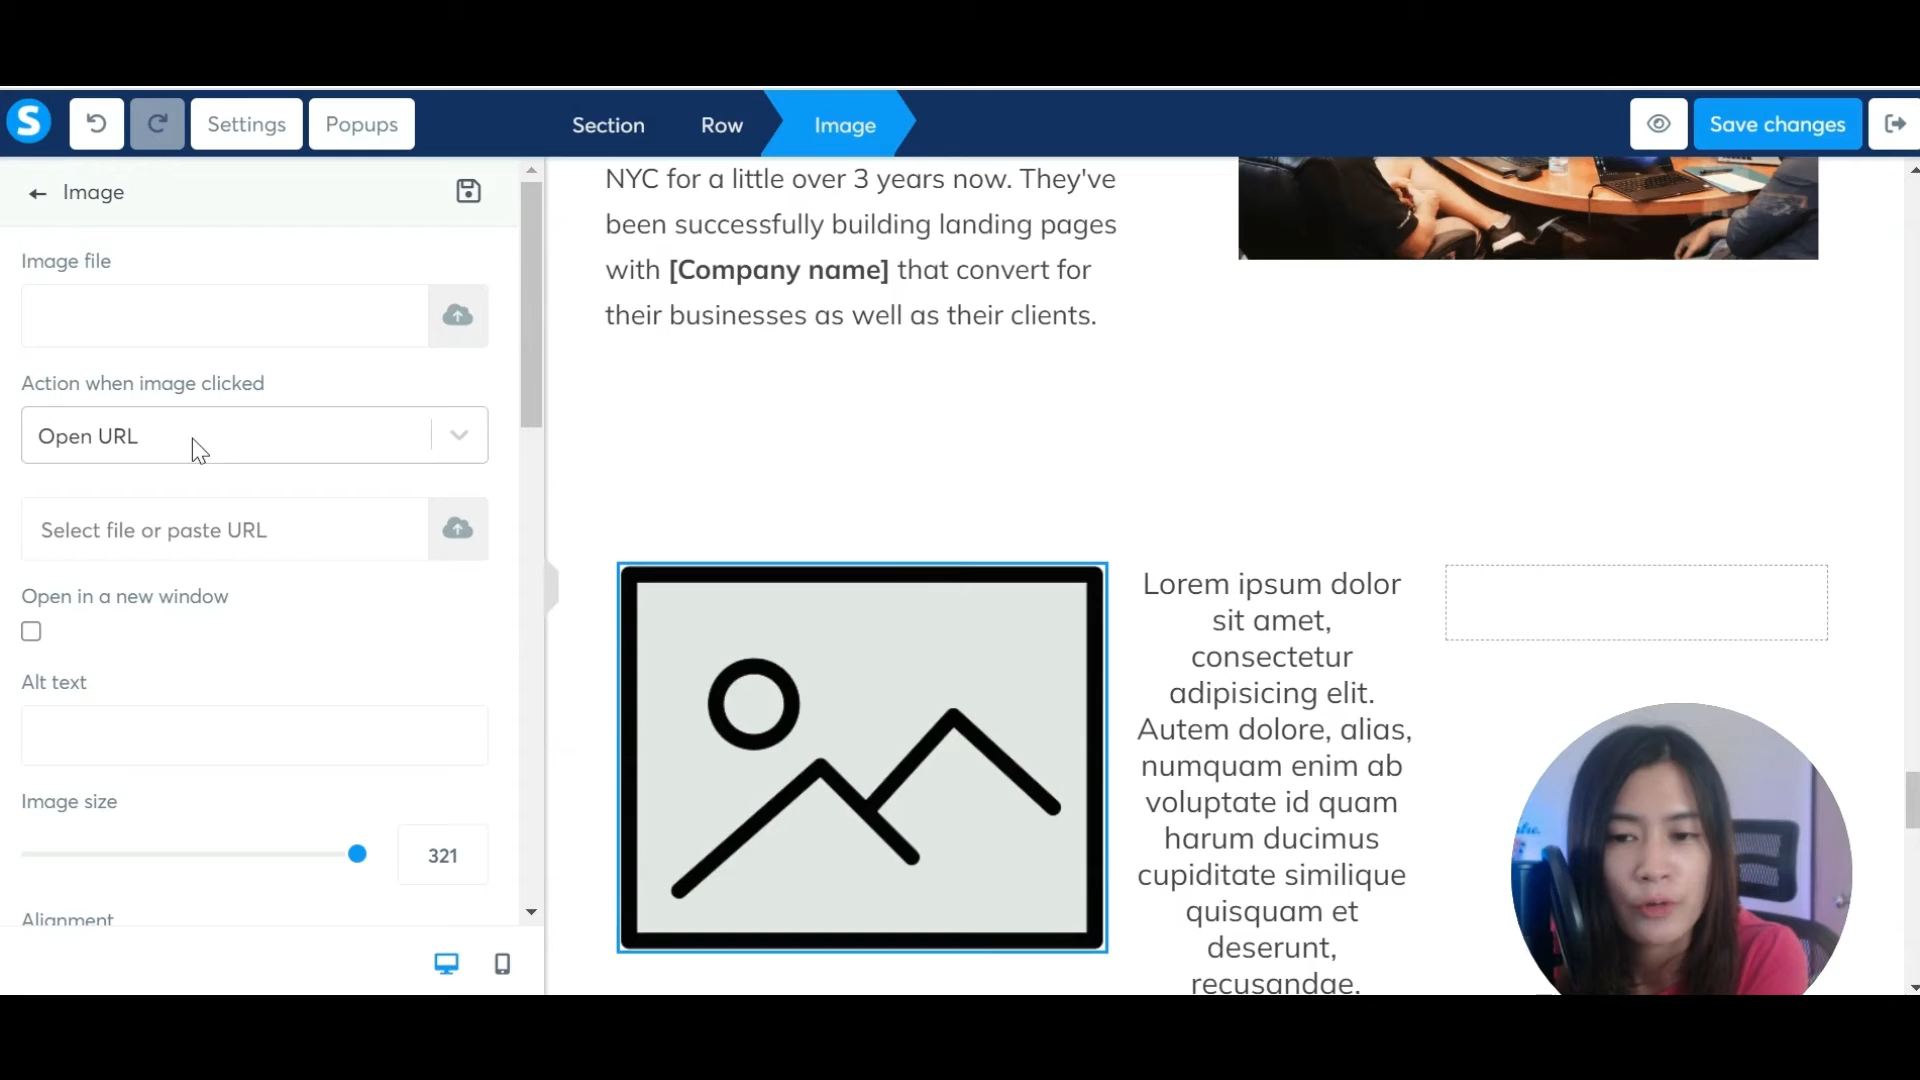 S
Settings
Popups
Section
Row
Image
Save changes
Image
Image file
Action when image clicked
Open URL
Select file or paste URL
Open in a new window
Alt text
Image size
321
Alignment
NYC for a little over 3 years now. They've
been successfully building landing pages
with [Company name] that convert for
their businesses as well as their clients.
Lorem ipsum dolor
sit amet,
consectetur
adipisicing elit.
Autem dolore, alias,
numquam enim ab
voluptate id quam
harum ducimus
cupiditate similique
quisquam et
deserunt,
recusandae.